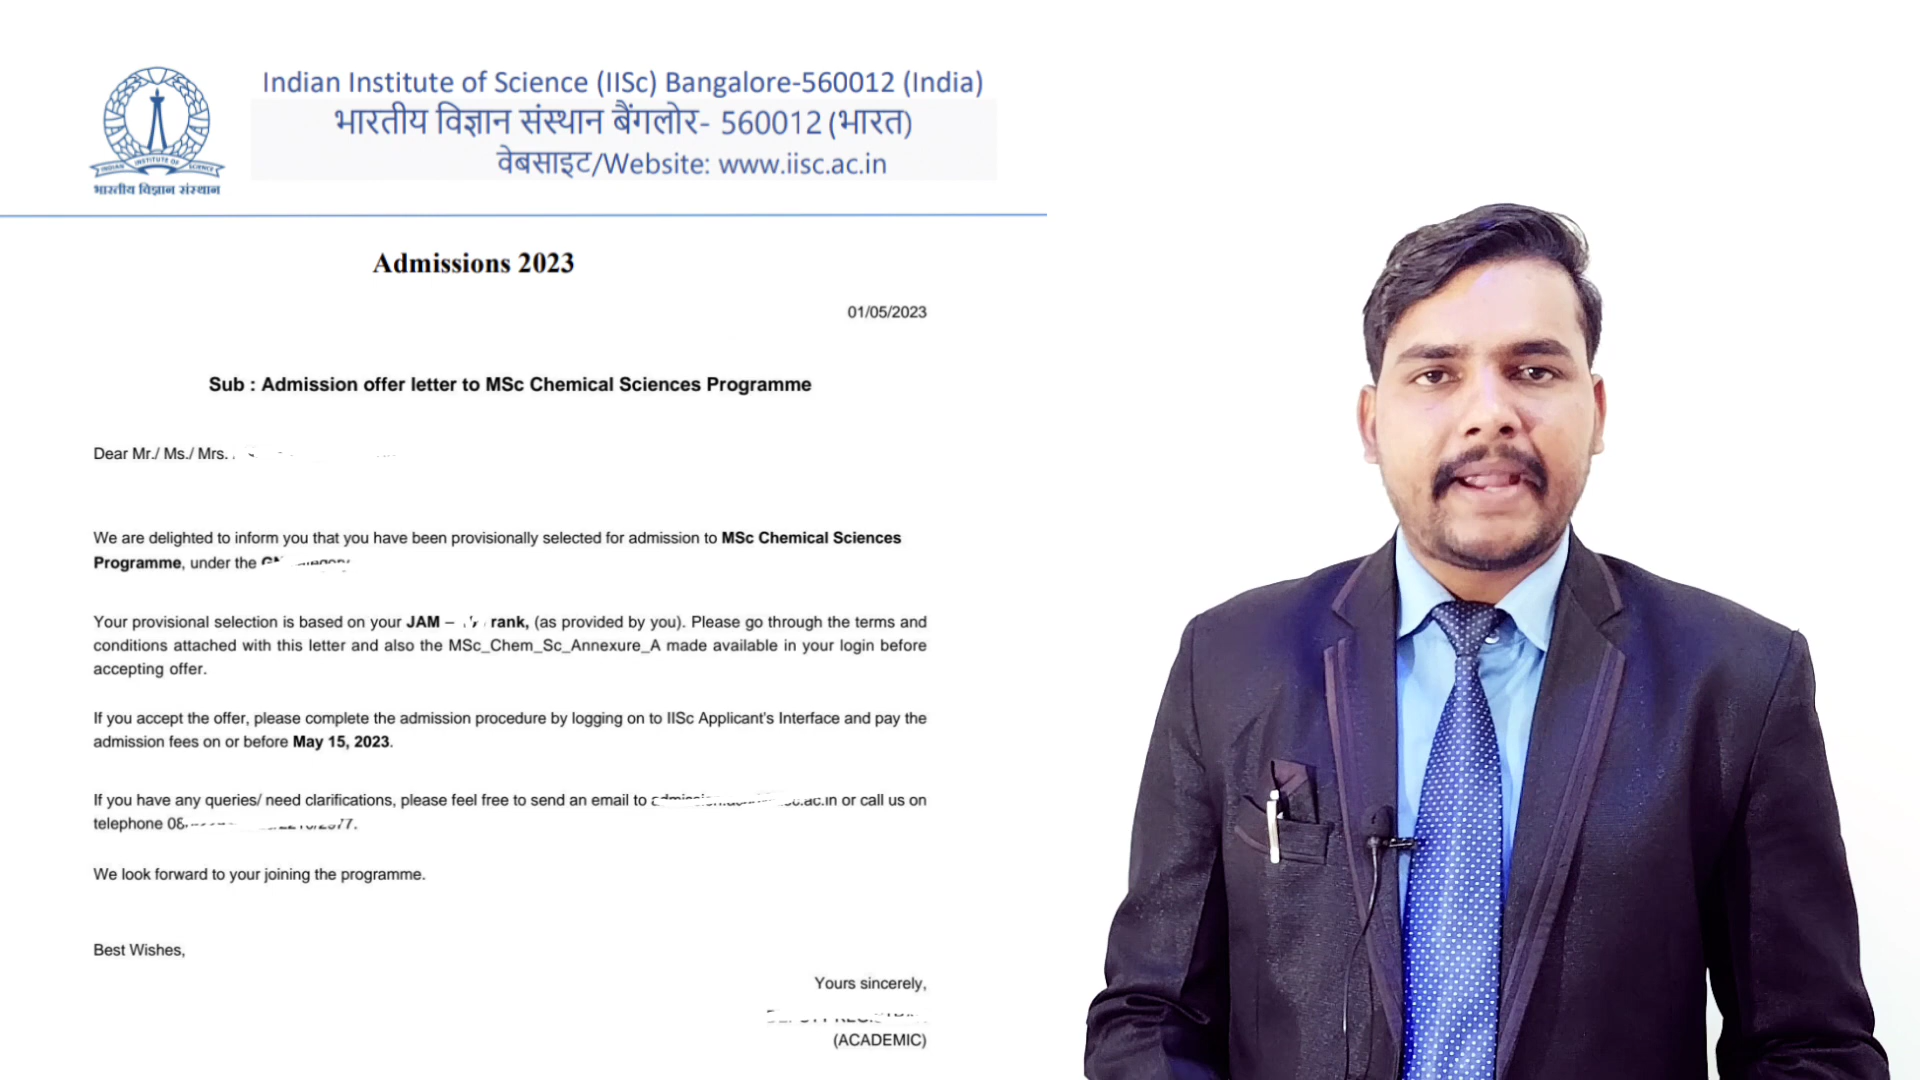 Indian Institute of Science (IISc) Bangalore-560012 (India)
भारतीय विज्ञान संस्थान बैंगलोर- 560012 (भारत)
वेबसाइट/Website: www.iisc.ac.in
INDIAN INSTITUTE OF SCIENCE
भारतीय विज्ञान संस्थान
Admissions 2023
01/05/2023
Sub : Admission offer letter to MSc Chemical Sciences Programme
Dear Mr./ Ms./ Mrs.
We are delighted to inform you that you have been provisionally selected for admission to MSc Chemical Sciences
Programme, under the
Your provisional selection is based on your JAM – rank, (as provided by you). Please go through the terms and
conditions attached with this letter and also the MSc_Chem_Sc_Annexure_A made available in your login before
accepting offer.
If you accept the offer, please complete the admission procedure by logging on to IISc Applicant's Interface and pay the
admission fees on or before May 15, 2023.
If you have any queries/ need clarifications, please feel free to send an email to or call us on
telephone
We look forward to your joining the programme.
Best Wishes,
Yours sincerely,
(ACADEMIC)